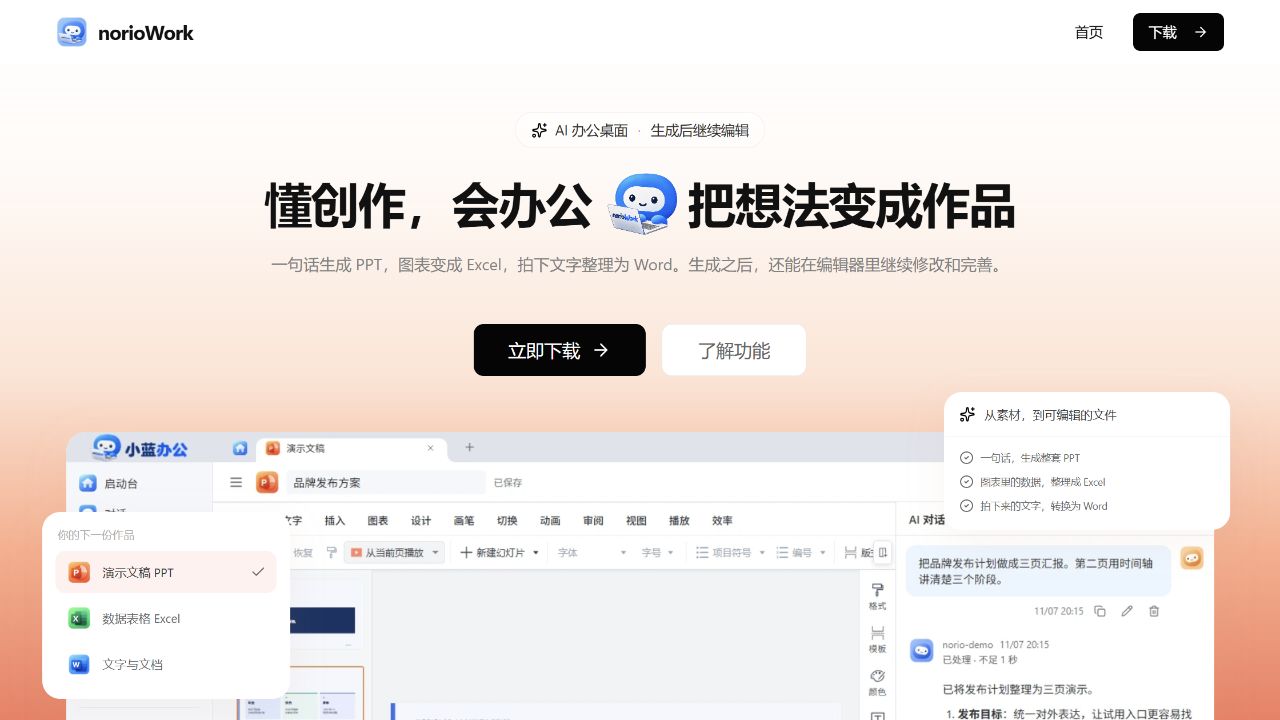 norioWork
首页
下载
AI 办公桌面 · 生成后继续编辑
懂创作，会办公 把想法变成作品
一句话生成 PPT，图表变成 Excel，拍下文字整理为 Word。生成之后，还能在编辑器里继续修改和完善。
立即下载
了解功能
从素材，到可编辑的文件
一句话，生成整套 PPT
图表里的数据，整理成 Excel
拍下来的文字，转换为 Word
小蓝办公
演示文稿
启动台
品牌发布方案
已保存
插入 图表 设计 画笔 切换 动画 审阅 视图 播放 效率
恢复 从当前页播放 新建幻灯片 字体 字号 项目符号 编号
AI 对话
你的下一份作品
演示文稿 PPT
数据表格 Excel
文字与文档
格式
模板
颜色
把品牌发布计划做成三页汇报。第二页用时间轴
讲清楚三个阶段。
11/07 20:15
norio-demo 11/07 20:15
已处理 · 不足 1 秒
已将发布计划整理为三页演示。
1. 发布目标：统一对外表达，让试用入口更容易找